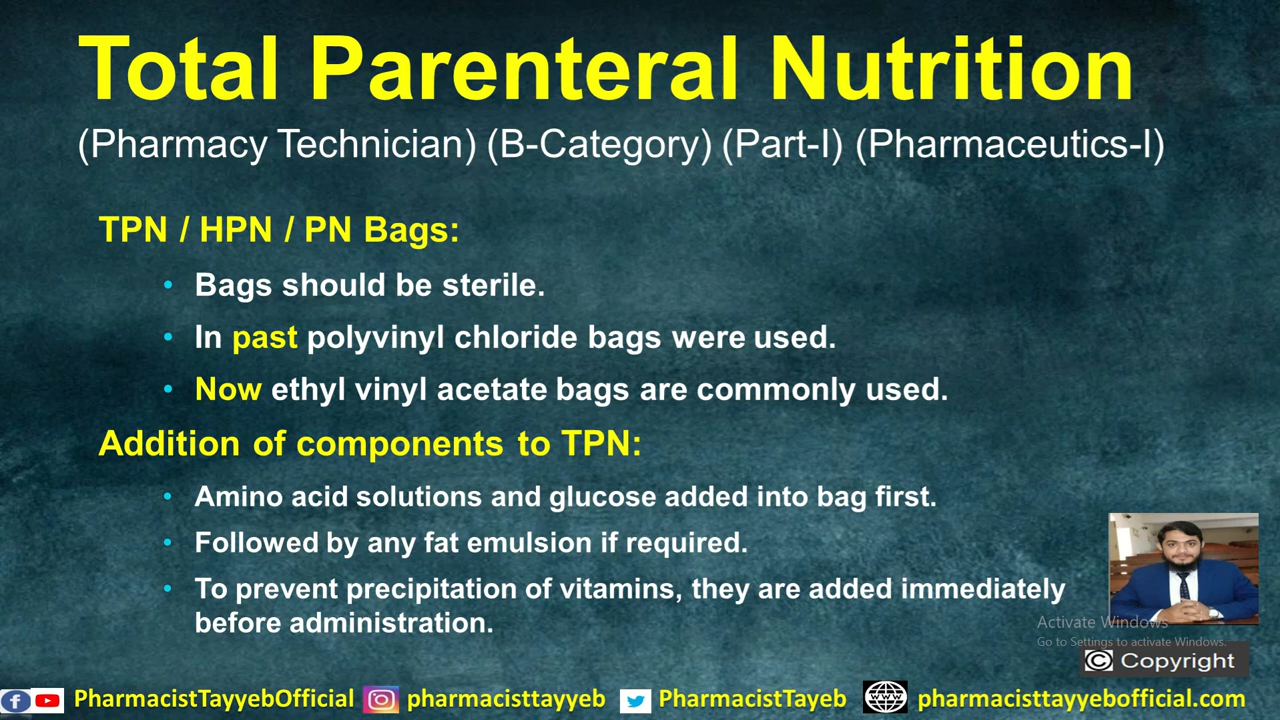 Total Parenteral Nutrition
(Pharmacy Technician) (B-Category) (Part-I) (Pharmaceutics-I)
TPN / HPN / PN Bags:
• Bags should be sterile.
• In past polyvinyl chloride bags were used.
• Now ethyl vinyl acetate bags are commonly used.
Addition of components to TPN:
• Amino acid solutions and glucose added into bag first.
• Followed by any fat emulsion if required.
• To prevent precipitation of vitamins, they are added immediately
before administration.
Activate Windows
Go to Settings to activate Windows.
© Copyright
PharmacistTayyebOfficial pharmacisttayyeb PharmacistTayeb WWW pharmacisttayyebofficial.com